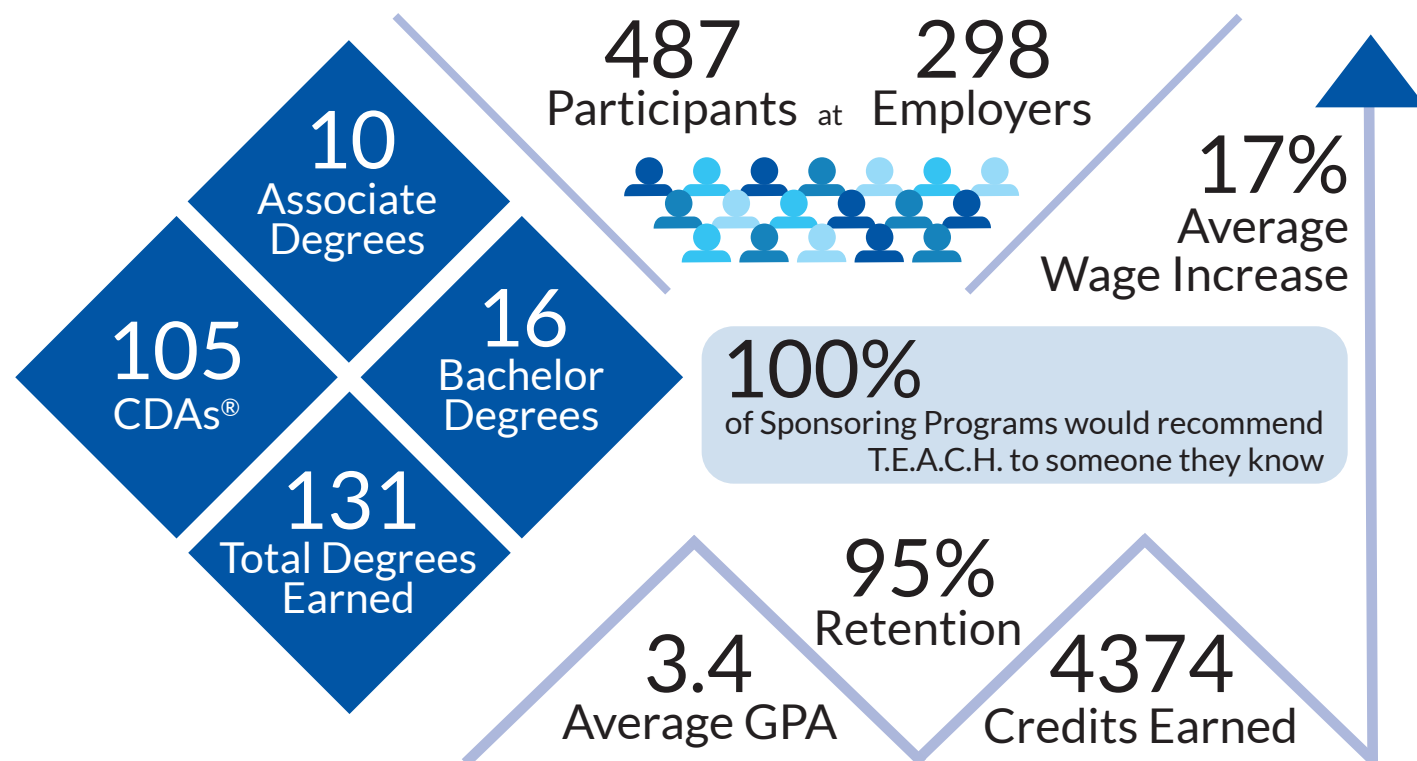 487
Participants at
298
Employers
10
Associate
Degrees
105
CDAs®
16
Bachelor
Degrees
131
Total Degrees
Earned
17%
Average
Wage Increase
100%
of Sponsoring Programs would recommend
T.E.A.C.H. to someone they know
3.4
Average GPA
95%
Retention
4374
Credits Earned